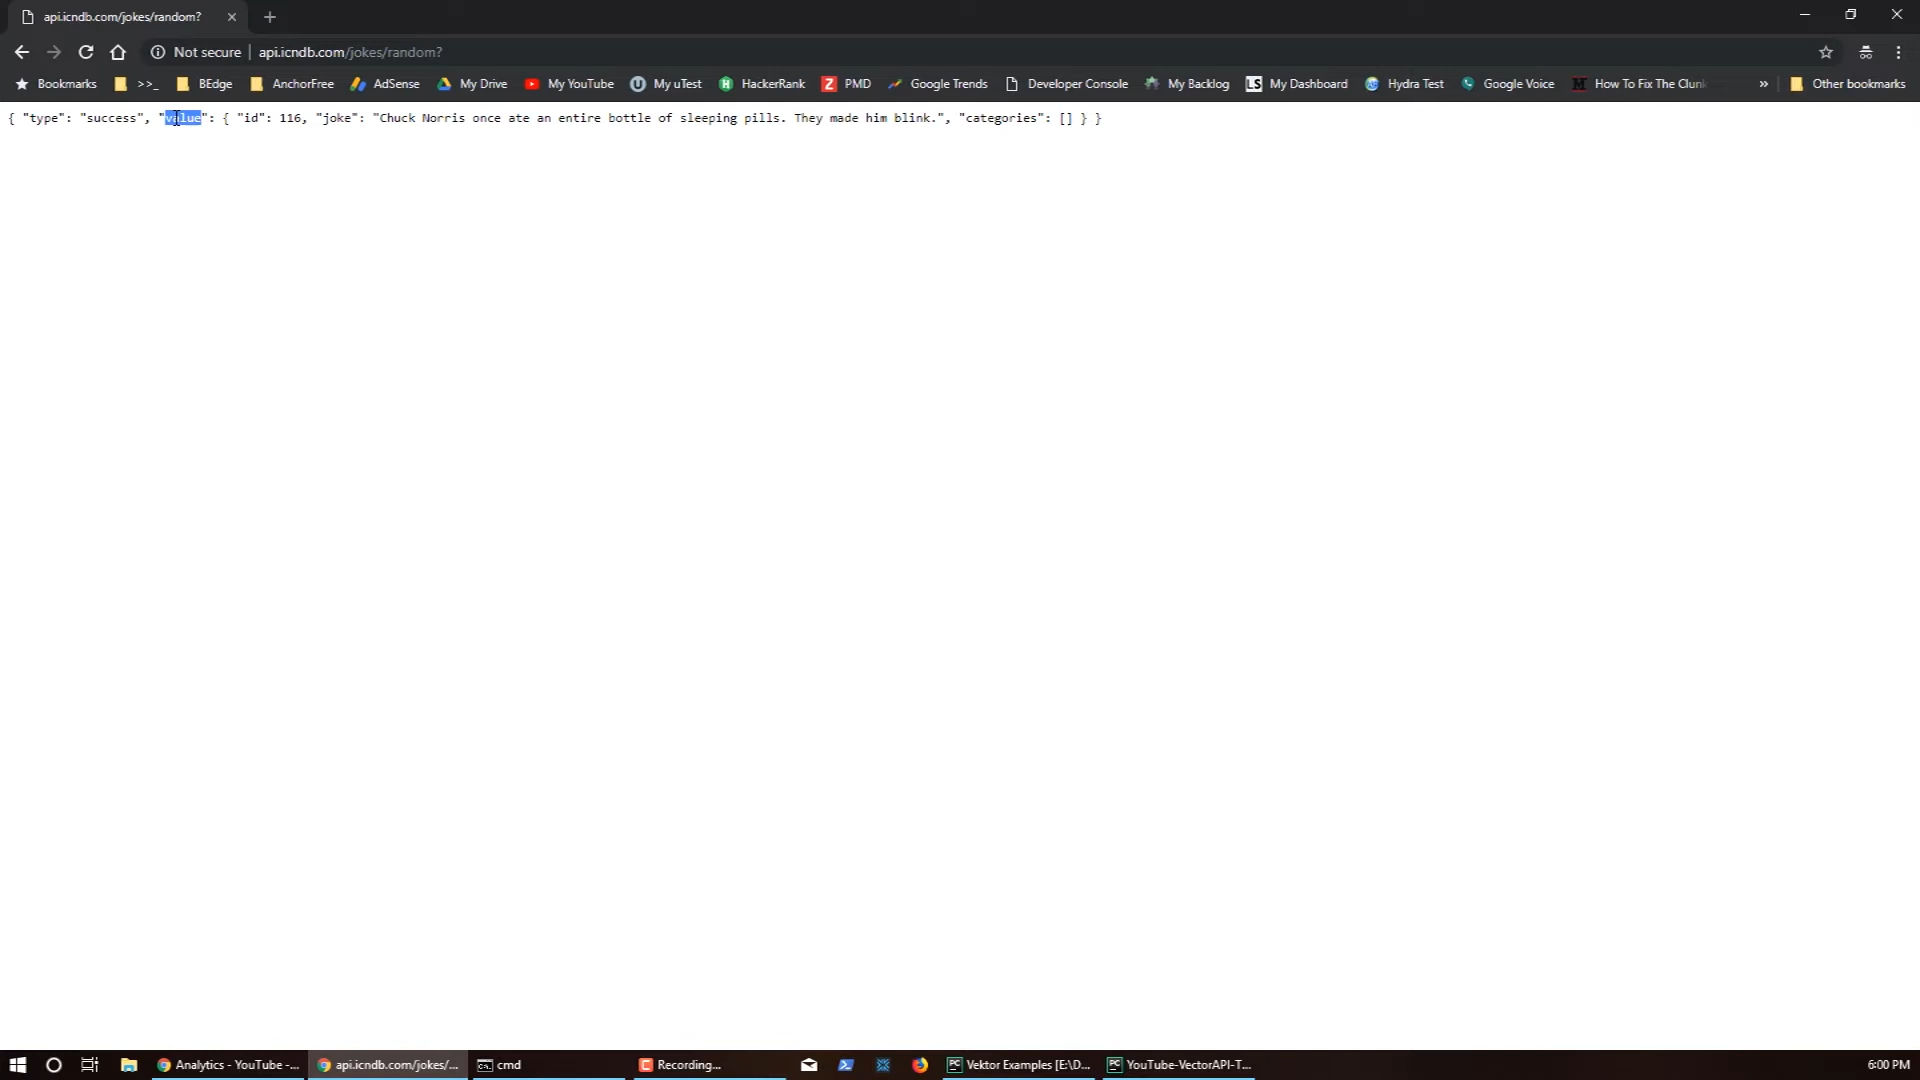 api.icndb.com/jokes/random?
Not secure | api.icndb.com/jokes/random?
Bookmarks >>_ BEdge AnchorFree AdSense My Drive My YouTube My uTest HackerRank PMD Google Trends Developer Console My Backlog My Dashboard Hydra Test Google Voice How To Fix The Clunk » Other bookmarks
{ "type": "success", "value": { "id": 116, "joke": "Chuck Norris once ate an entire bottle of sleeping pills. They made him blink.", "categories": [] } }
Analytics - YouTube -... api.icndb.com/jokes/... cmd Recording... Vektor Examples [E:\D... YouTube-VectorAPI-T... 6:00 PM